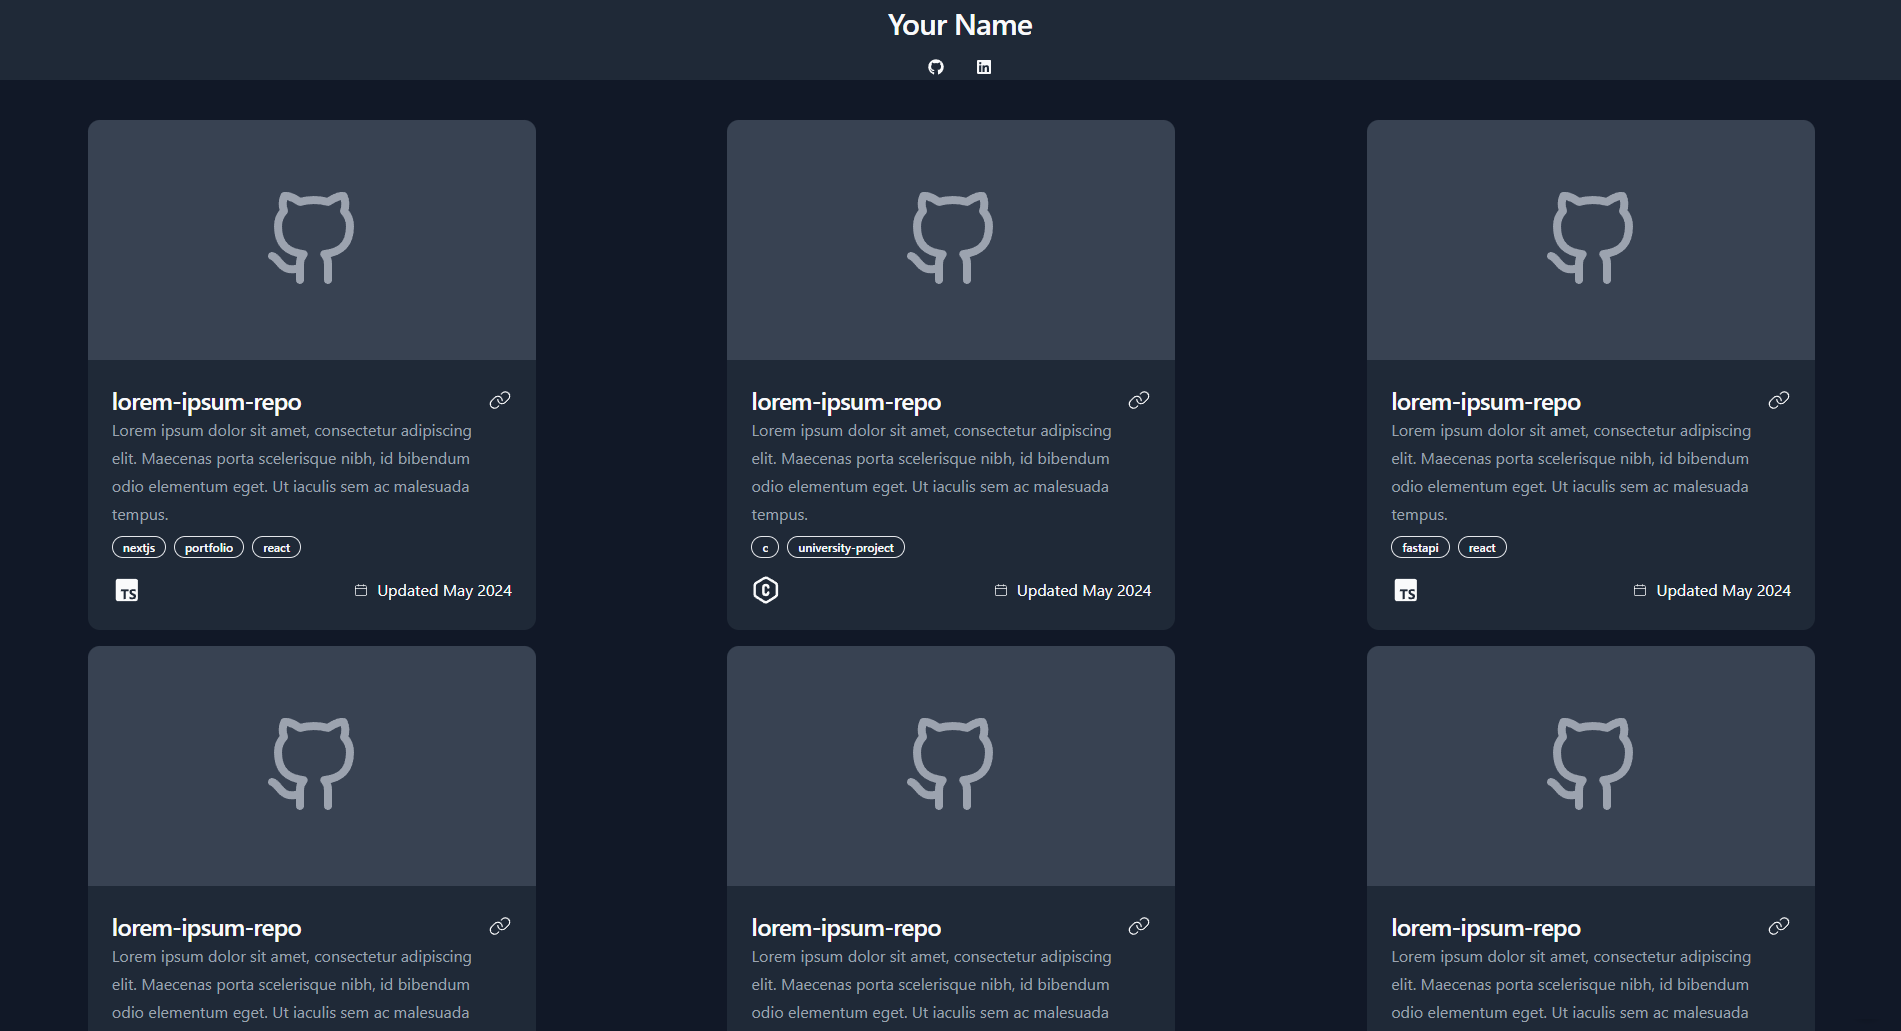 Your Name
lorem-ipsum-repo
Lorem ipsum dolor sit amet, consectetur adipiscing
elit. Maecenas porta scelerisque nibh, id bibendum
odio elementum eget. Ut iaculis sem ac malesuada
tempus.
nextjs portfolio react
TS Updated May 2024
lorem-ipsum-repo
Lorem ipsum dolor sit amet, consectetur adipiscing
elit. Maecenas porta scelerisque nibh, id bibendum
odio elementum eget. Ut iaculis sem ac malesuada
tempus.
c university-project
C Updated May 2024
lorem-ipsum-repo
Lorem ipsum dolor sit amet, consectetur adipiscing
elit. Maecenas porta scelerisque nibh, id bibendum
odio elementum eget. Ut iaculis sem ac malesuada
tempus.
fastapi react
TS Updated May 2024
lorem-ipsum-repo
Lorem ipsum dolor sit amet, consectetur adipiscing
elit. Maecenas porta scelerisque nibh, id bibendum
odio elementum eget. Ut iaculis sem ac malesuada
lorem-ipsum-repo
Lorem ipsum dolor sit amet, consectetur adipiscing
elit. Maecenas porta scelerisque nibh, id bibendum
odio elementum eget. Ut iaculis sem ac malesuada
lorem-ipsum-repo
Lorem ipsum dolor sit amet, consectetur adipiscing
elit. Maecenas porta scelerisque nibh, id bibendum
odio elementum eget. Ut iaculis sem ac malesuada